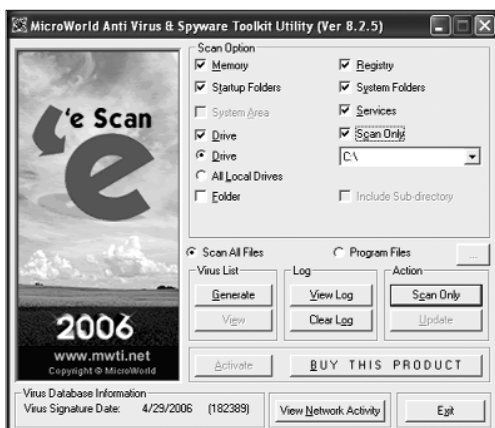 MicroWorld Anti Virus & Spyware Toolkit Utility (Ver 8.2.5)
'e Scan
e
2006
www.mwti.net
Copyright © MicroWorld
Scan Option
Memory
Registry
Startup Folders
System Folders
System Area
Services
Drive
Scan Only
Drive
C:\
All Local Drives
Folder
Include Sub-directory
Scan All Files
Program Files
...
Virus List
Log
Action
Generate
View Log
Scan Only
View
Clear Log
Update
Activate
BUY THIS PRODUCT
Virus Database Information
Virus Signature Date: 4/29/2006 (182389)
View Network Activity
Exit